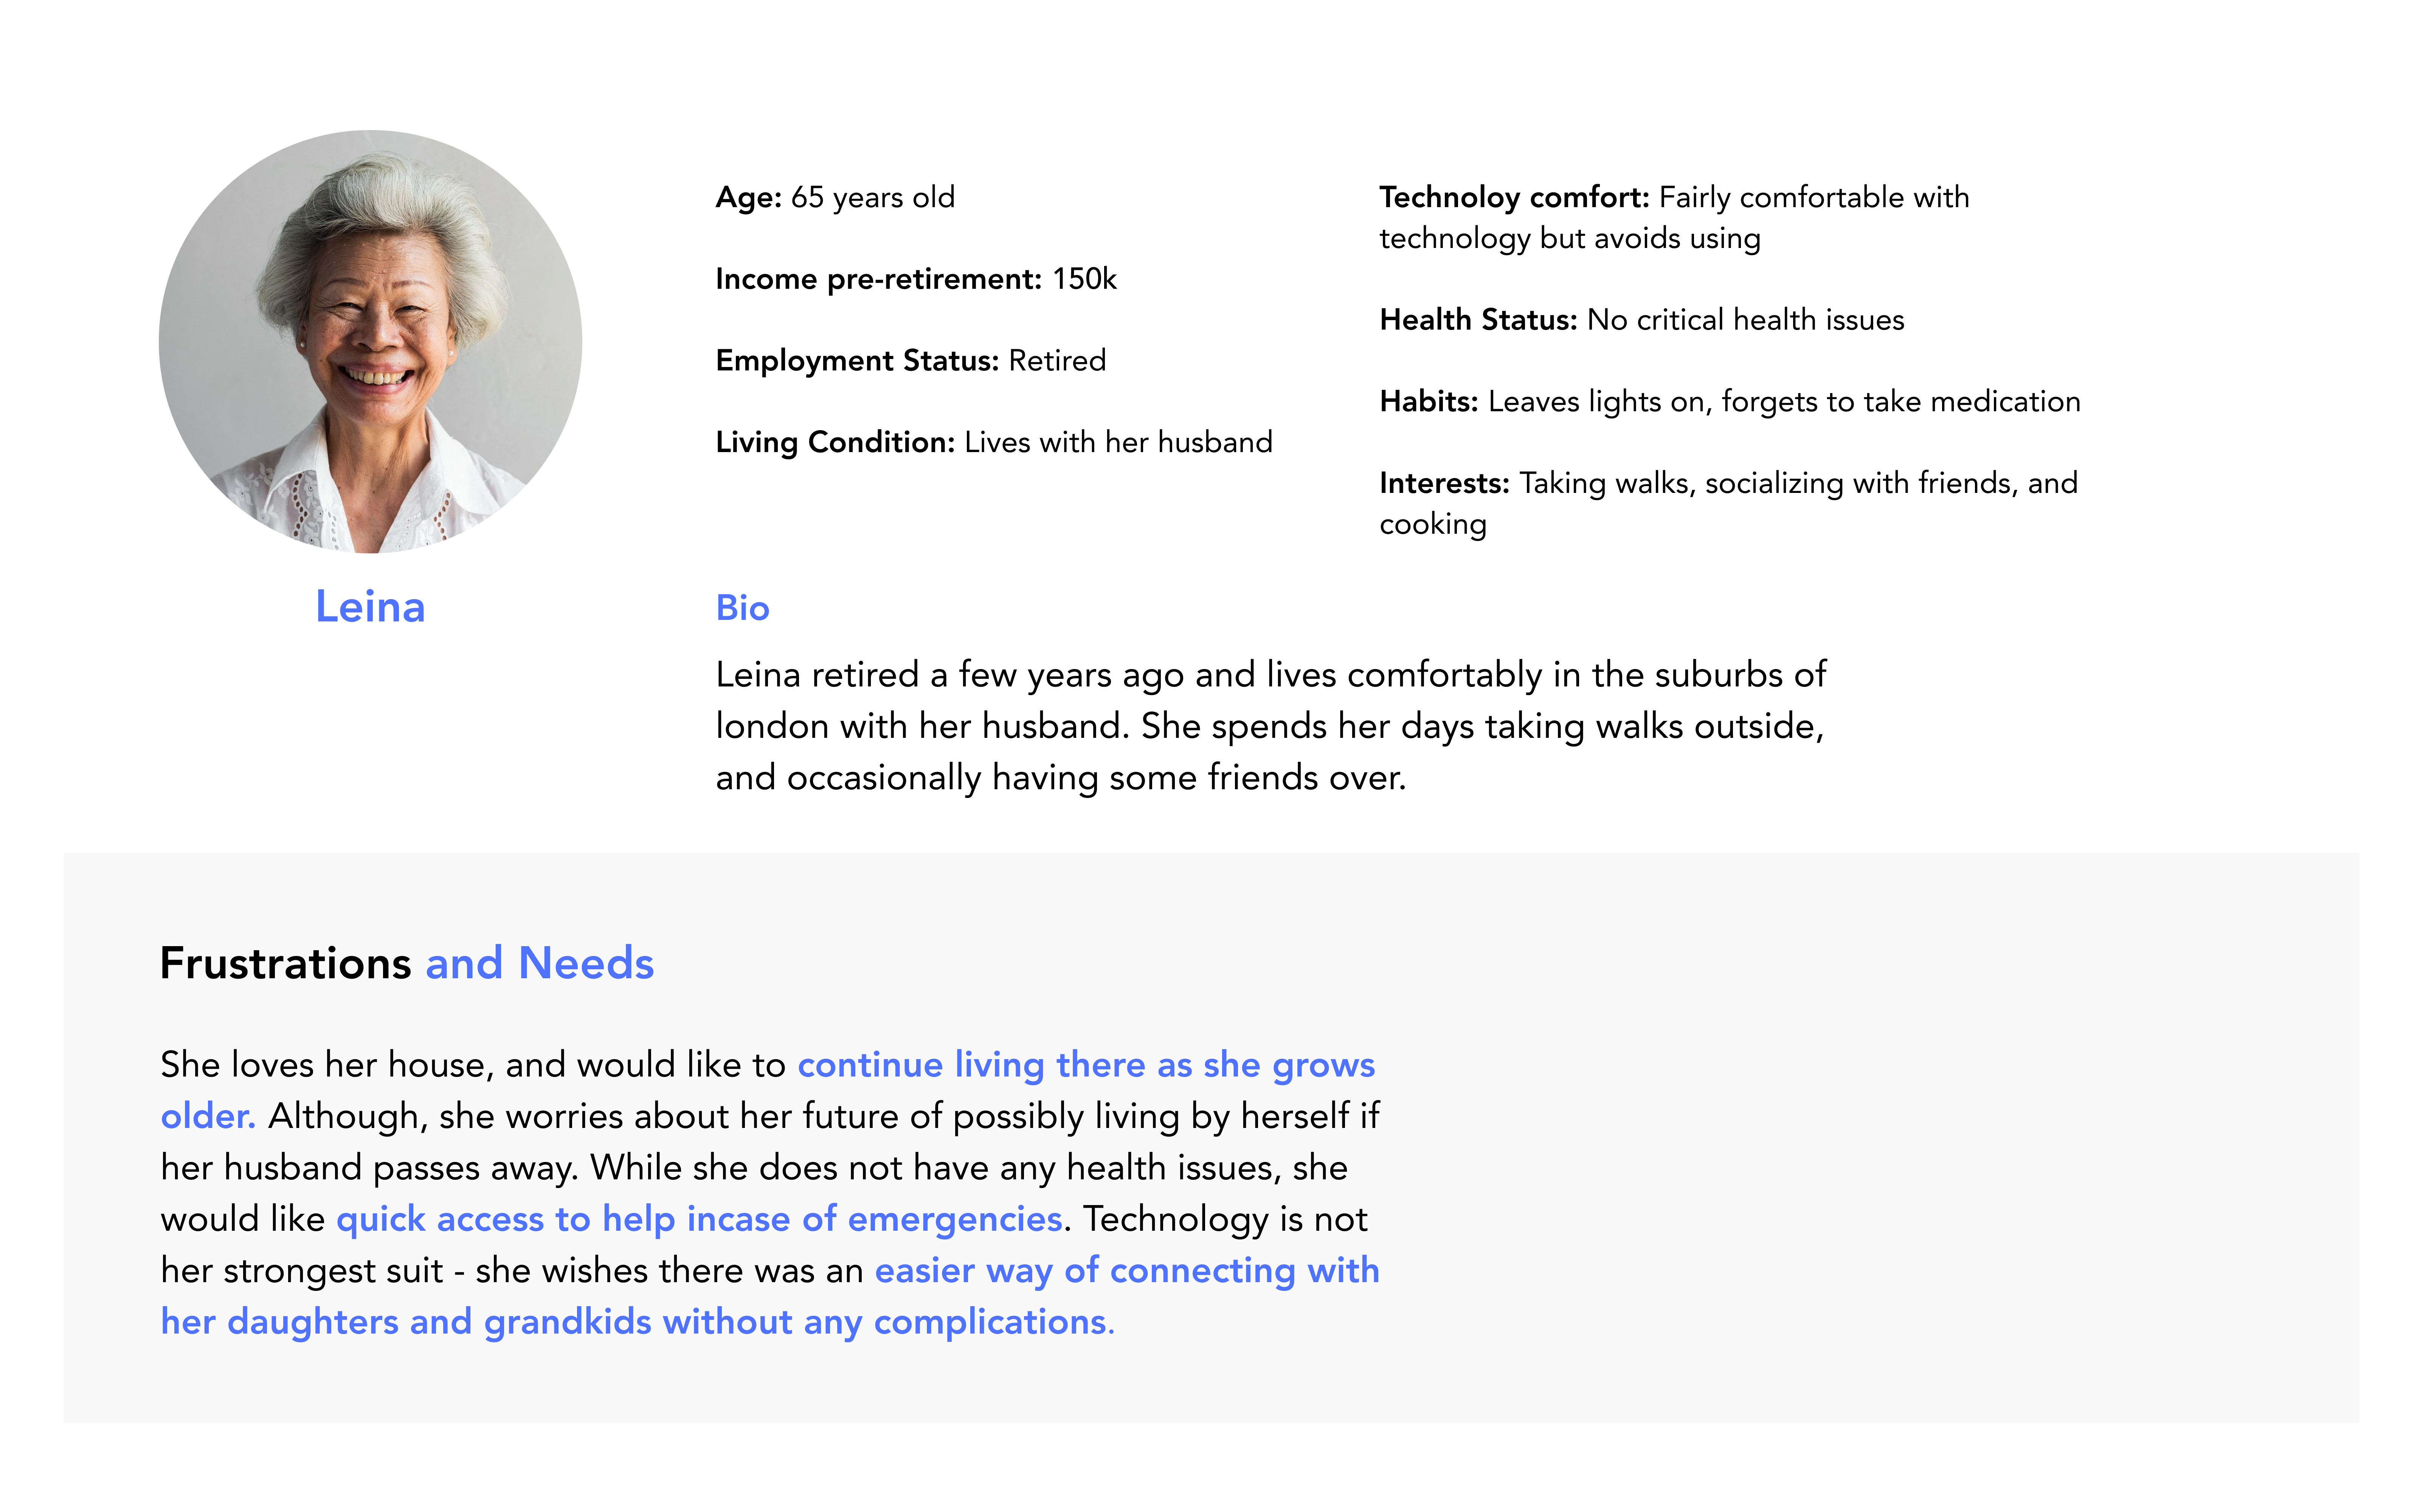 Age: 65 years old
Income pre-retirement: 150k
Employment Status: Retired
Living Condition: Lives with her husband
Technoloy comfort: Fairly comfortable with
technology but avoids using
Health Status: No critical health issues
Habits: Leaves lights on, forgets to take medication
Interests: Taking walks, socializing with friends, and
cooking
Leina
Bio
Leina retired a few years ago and lives comfortably in the suburbs of
london with her husband. She spends her days taking walks outside,
and occasionally having some friends over.
Frustrations and Needs
She loves her house, and would like to continue living there as she grows
older. Although, she worries about her future of possibly living by herself if
her husband passes away. While she does not have any health issues, she
would like quick access to help incase of emergencies. Technology is not
her strongest suit - she wishes there was an easier way of connecting with
her daughters and grandkids without any complications.